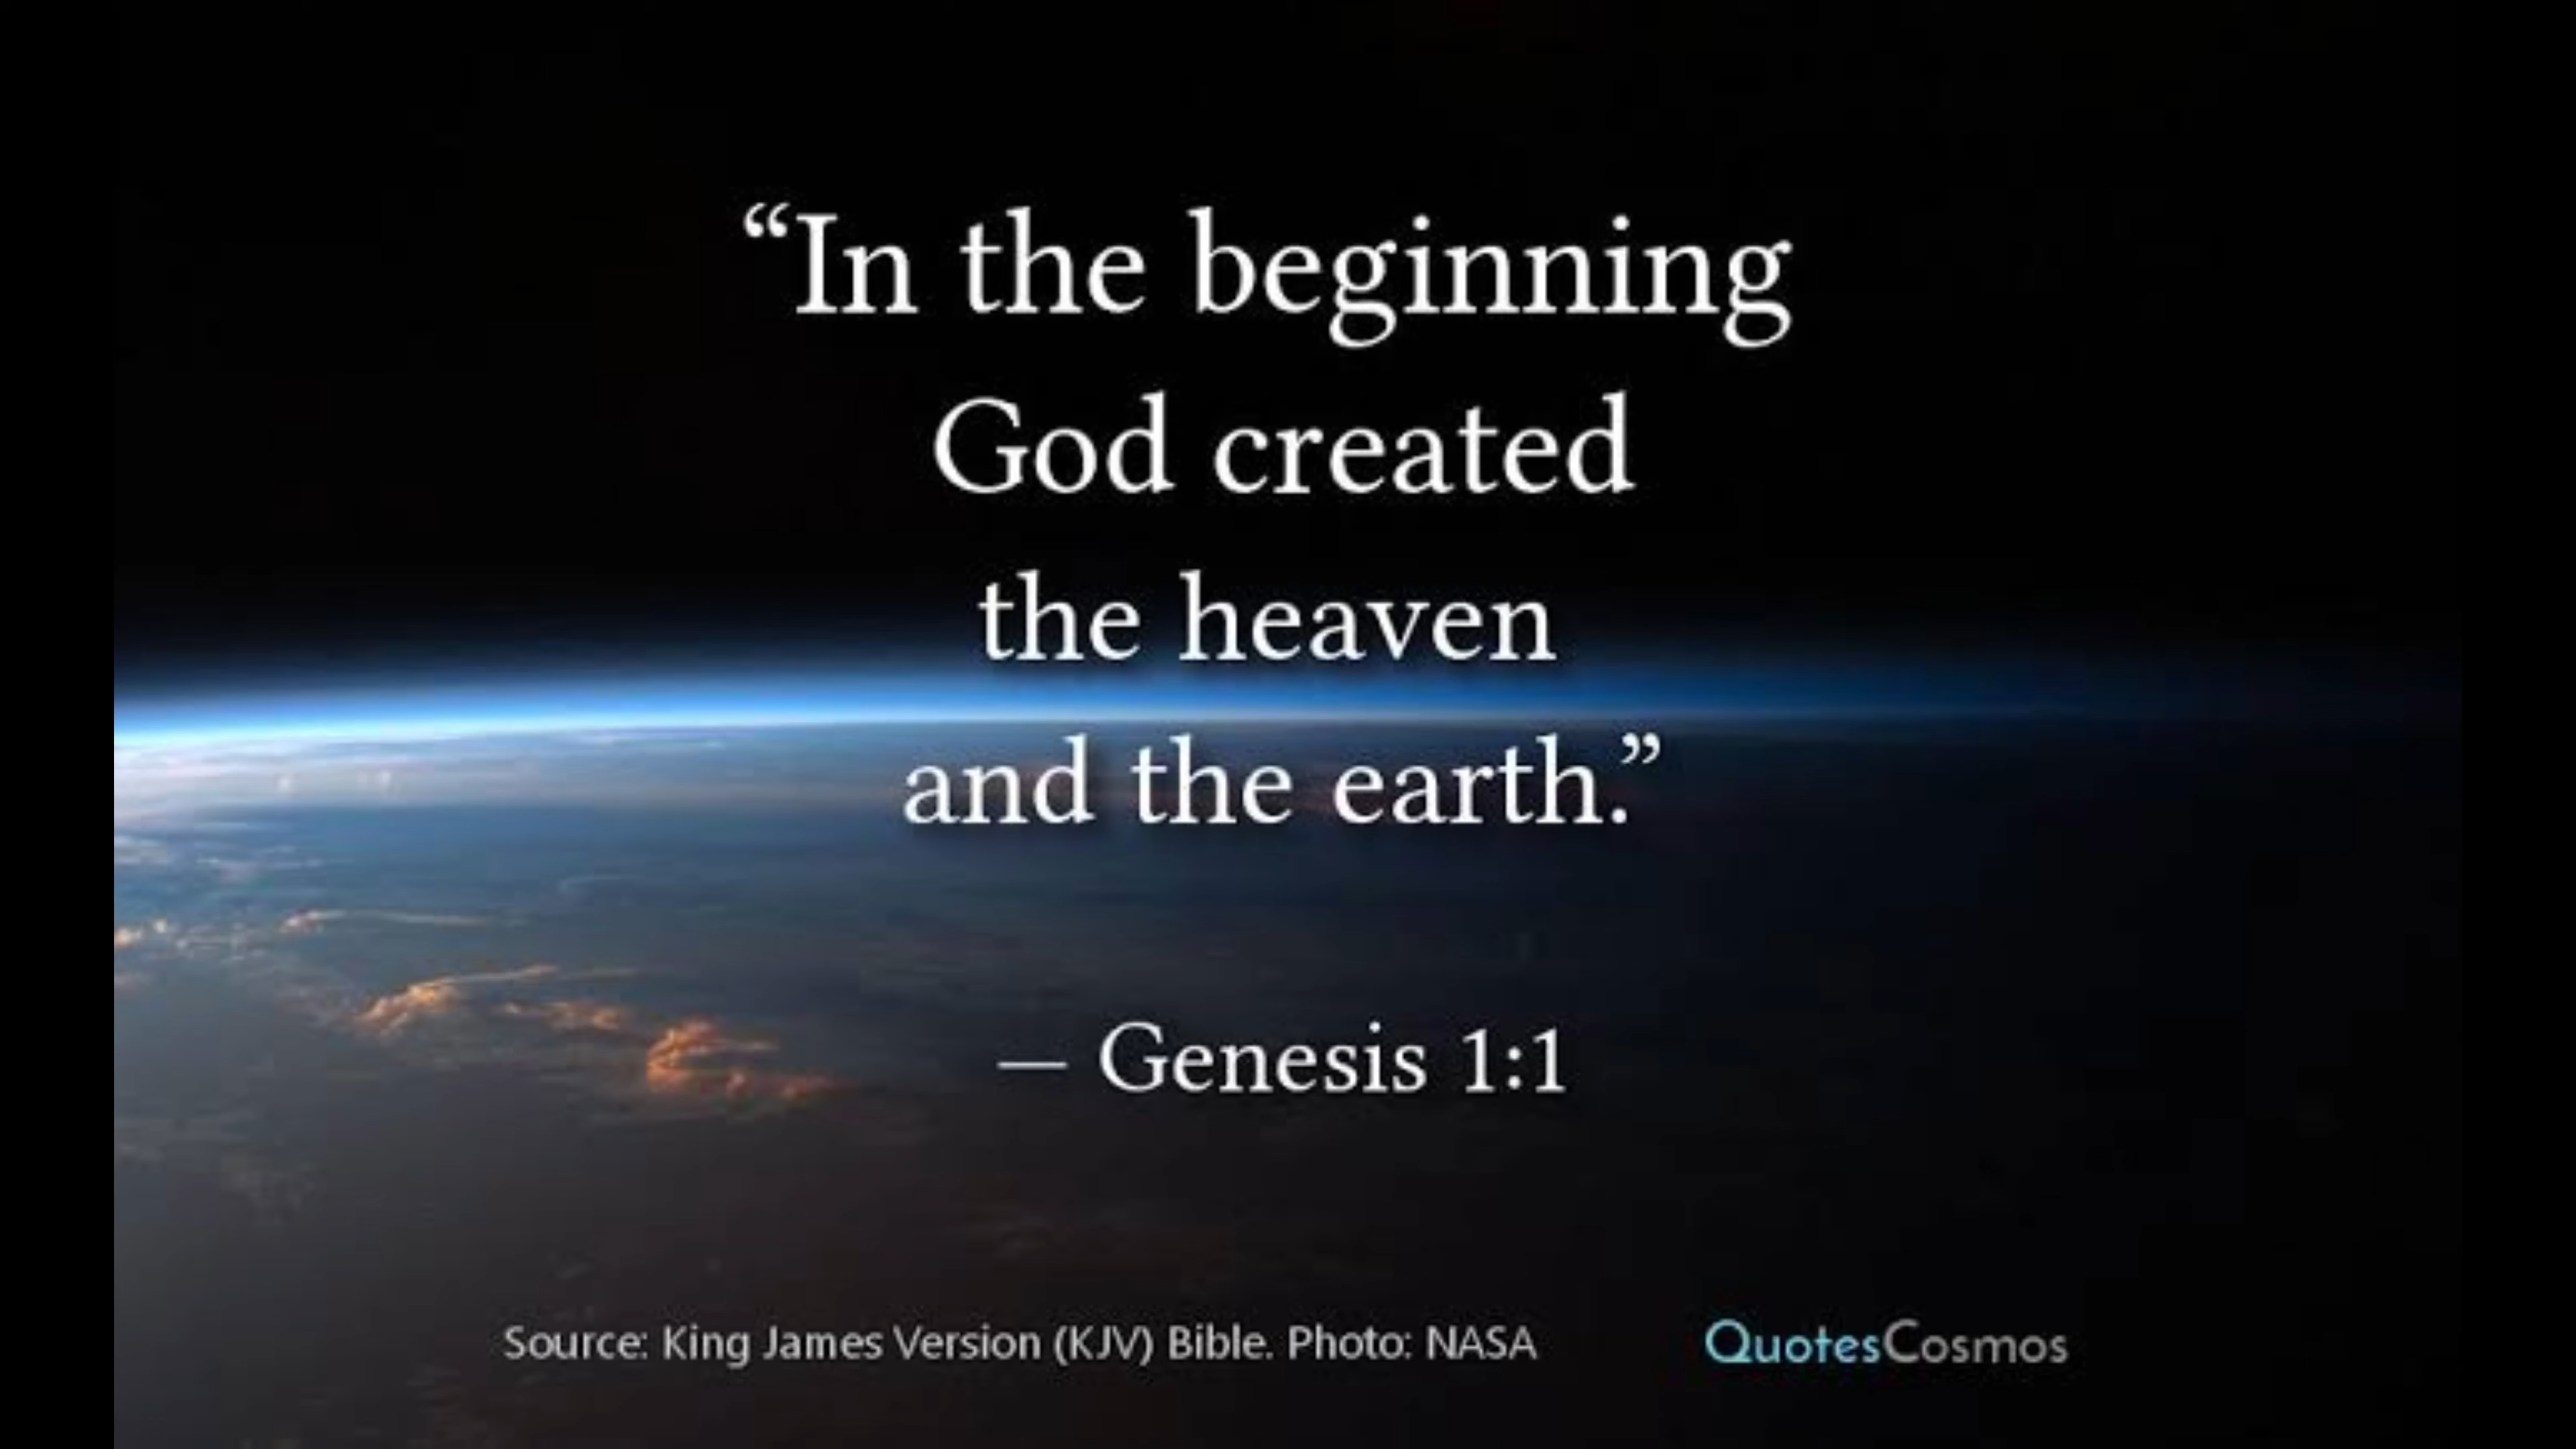 “In the beginning
God created
the heaven
and the earth.”
— Genesis 1:1
Source: King James Version (KJV) Bible. Photo: NASA
QuotesCosmos